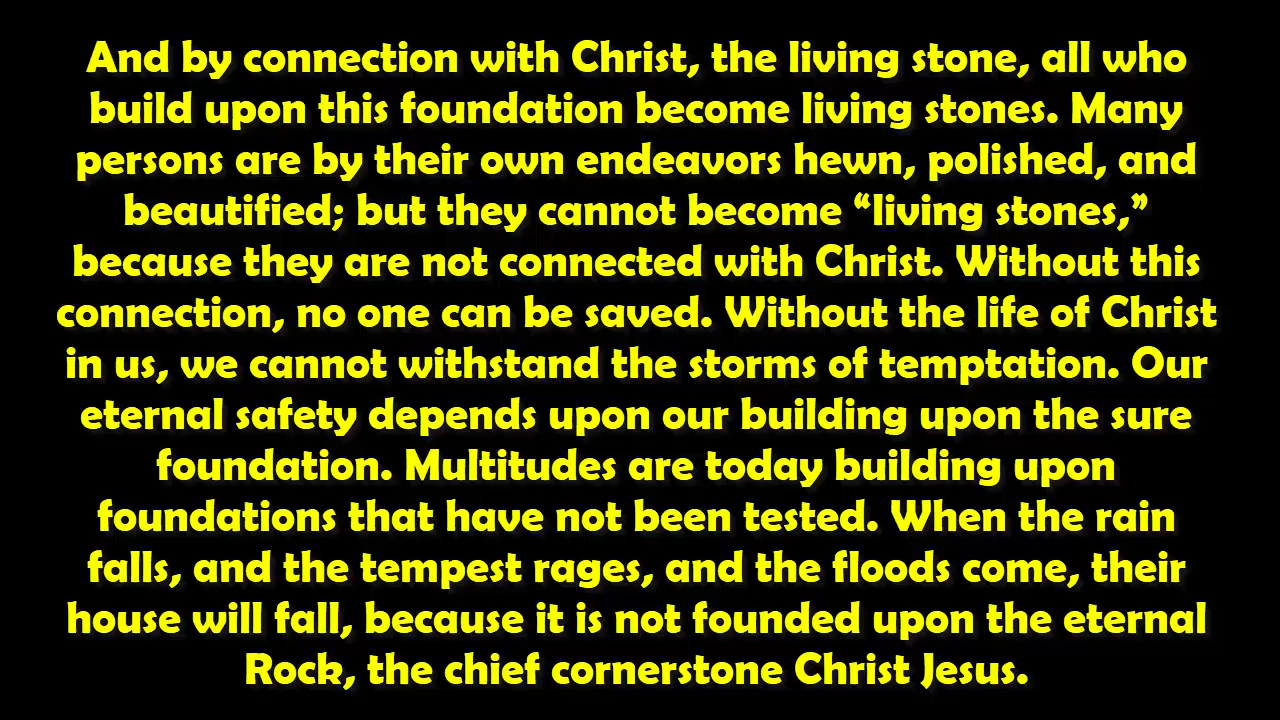 And by connection with Christ, the living stone, all who
build upon this foundation become living stones. Many
persons are by their own endeavors hewn, polished, and
beautified; but they cannot become “living stones,”
because they are not connected with Christ. Without this
connection, no one can be saved. Without the life of Christ
in us, we cannot withstand the storms of temptation. Our
eternal safety depends upon our building upon the sure
foundation. Multitudes are today building upon
foundations that have not been tested. When the rain
falls, and the tempest rages, and the floods come, their
house will fall, because it is not founded upon the eternal
Rock, the chief cornerstone Christ Jesus.